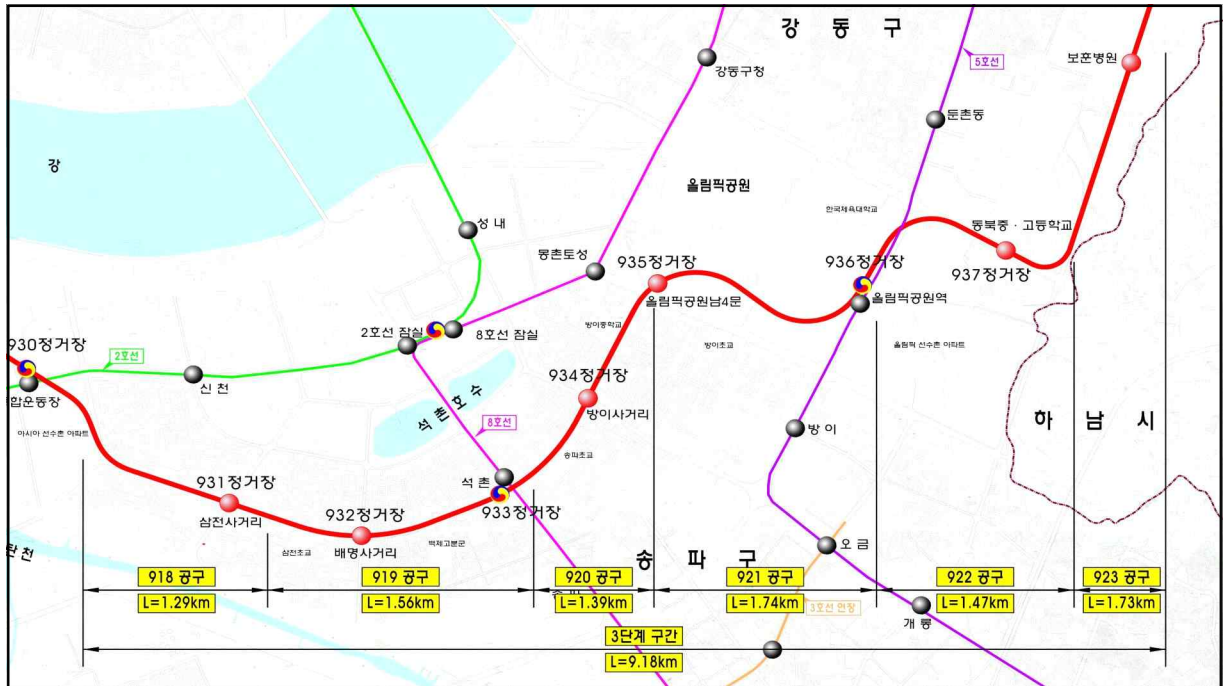 강 동 구
보훈병원
5호선
강동구청
둔촌동
강
올림픽공원
한국체육대학교
성 내
동북중 · 고등학교
몽촌토성
935정거장
936정거장
937정거장
올림픽공원남4문
올림픽공원역
2호선 잠실
8호선 잠실
방이중학교
930정거장
2호선
방이초교
올림픽 선수촌 아파트
934정거장
신 천
합운동장
석 촌 호 수
방이사거리
하 남 시
8호선
아시아 선수촌 아파트
방 이
송파초교
석 촌
931정거장
932정거장
933정거장
삼전사거리
백제고분군
오 금
탄 천
삼전초교
배명사거리
송 파 구
918 공구
919 공구
920 공구
921 공구
922 공구
923 공구
L=1.29km
L=1.56km
L=1.39km
L=1.74km
L=1.47km
L=1.73km
3호선 연장
개 롱
3단계 구간
L=9.18km